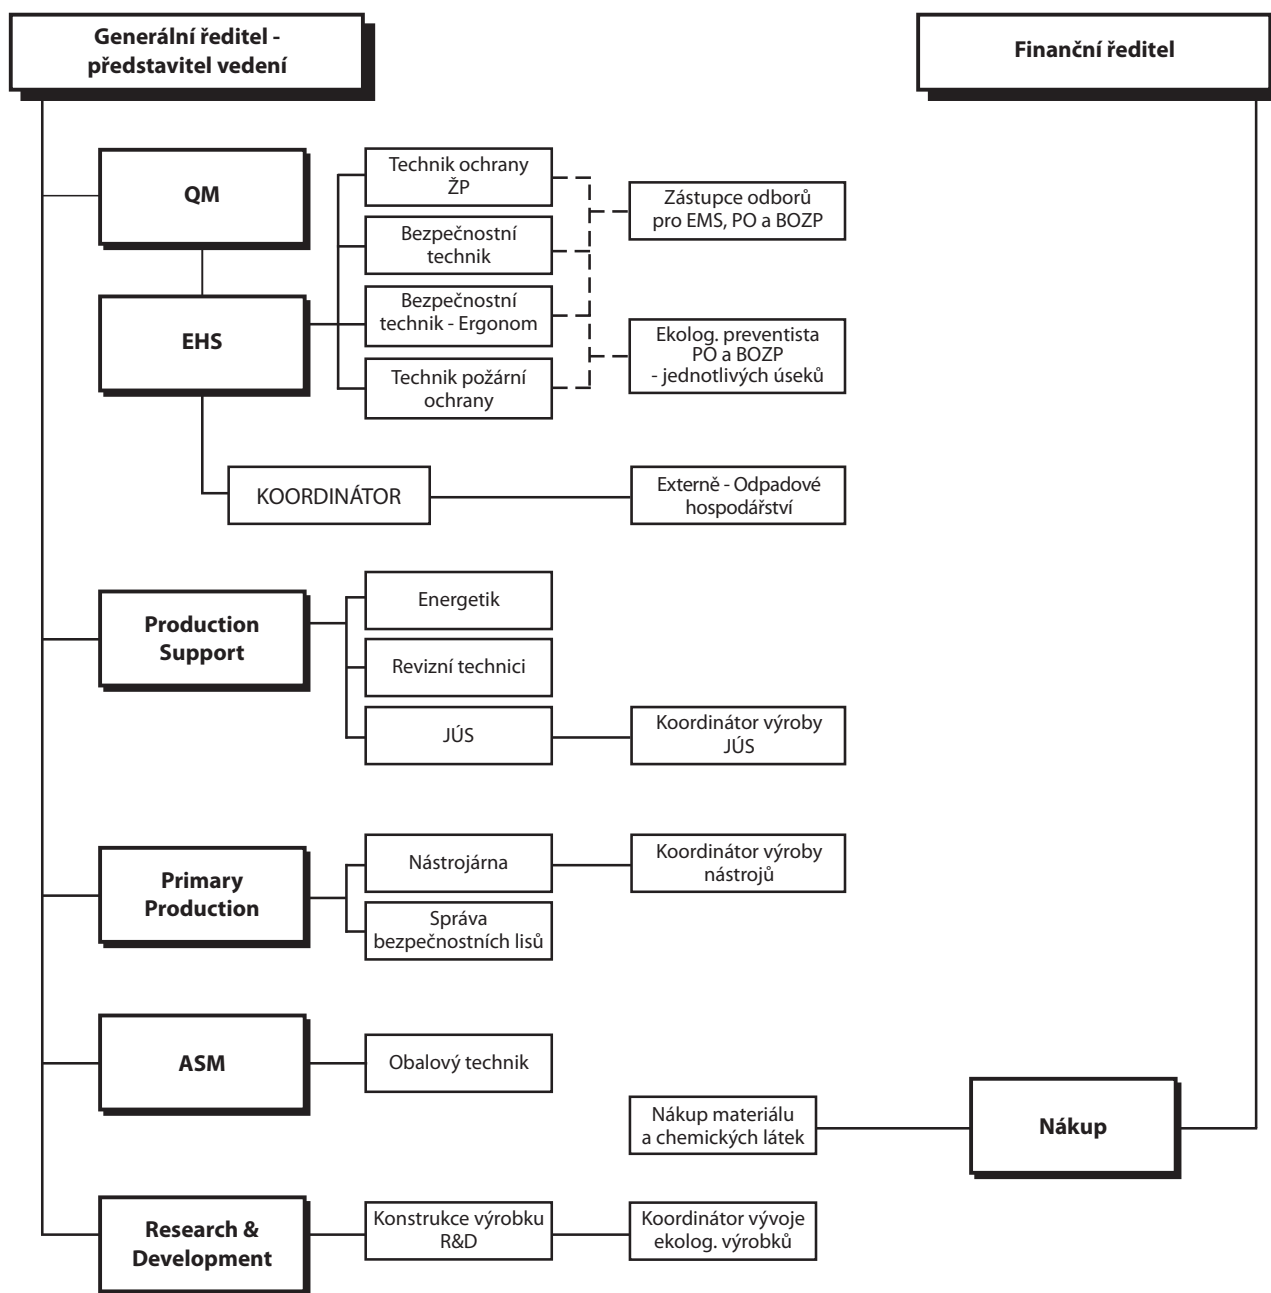 Generální ředitel -
představitel vedení
Finanční ředitel
QM
Technik ochrany
ŽP
Zástupce odborů
pro EMS, PO a BOZP
Bezpečnostní
technik
EHS
Bezpečnostní
technik - Ergonom
Ekolog. preventista
PO a BOZP
- jednotlivých úseků
Technik požární
ochrany
KOORDINÁTOR
Externě - Odpadové
hospodářství
Production
Support
Energetik
Revizní technici
JÚS
Koordinátor výroby
JÚS
Primary
Production
Nástrojárna
Koordinátor výroby
nástrojů
Správa
bezpečnostních lisů
ASM
Obalový technik
Nákup materiálu
a chemických látek
Nákup
Research &
Development
Konstrukce výrobku
R&D
Koordinátor vývoje
ekolog. výrobků